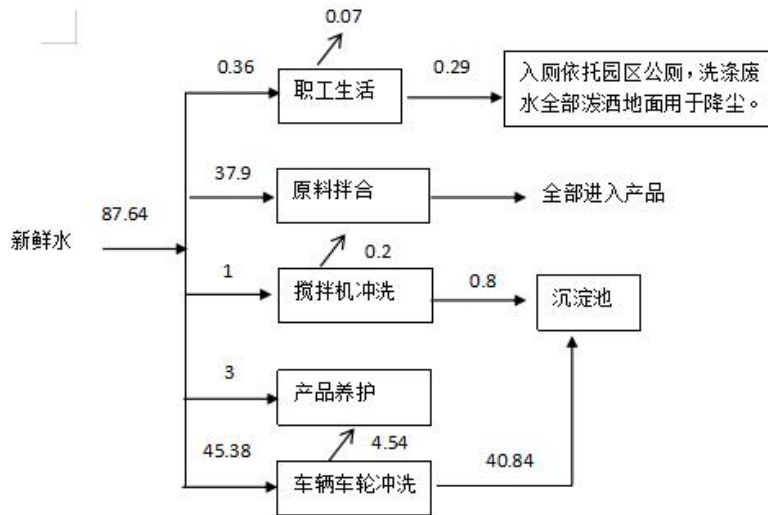 0.07
0.36
职工生活
0.29
入厕依托园区公厕，洗涤废
水全部泼洒地面用于降尘。
37.9
原料拌合
全部进入产品
87.64
新鲜水
0.2
1
搅拌机冲洗
0.8
沉淀池
3
产品养护
45.38
4.54
车辆车轮冲洗
40.84